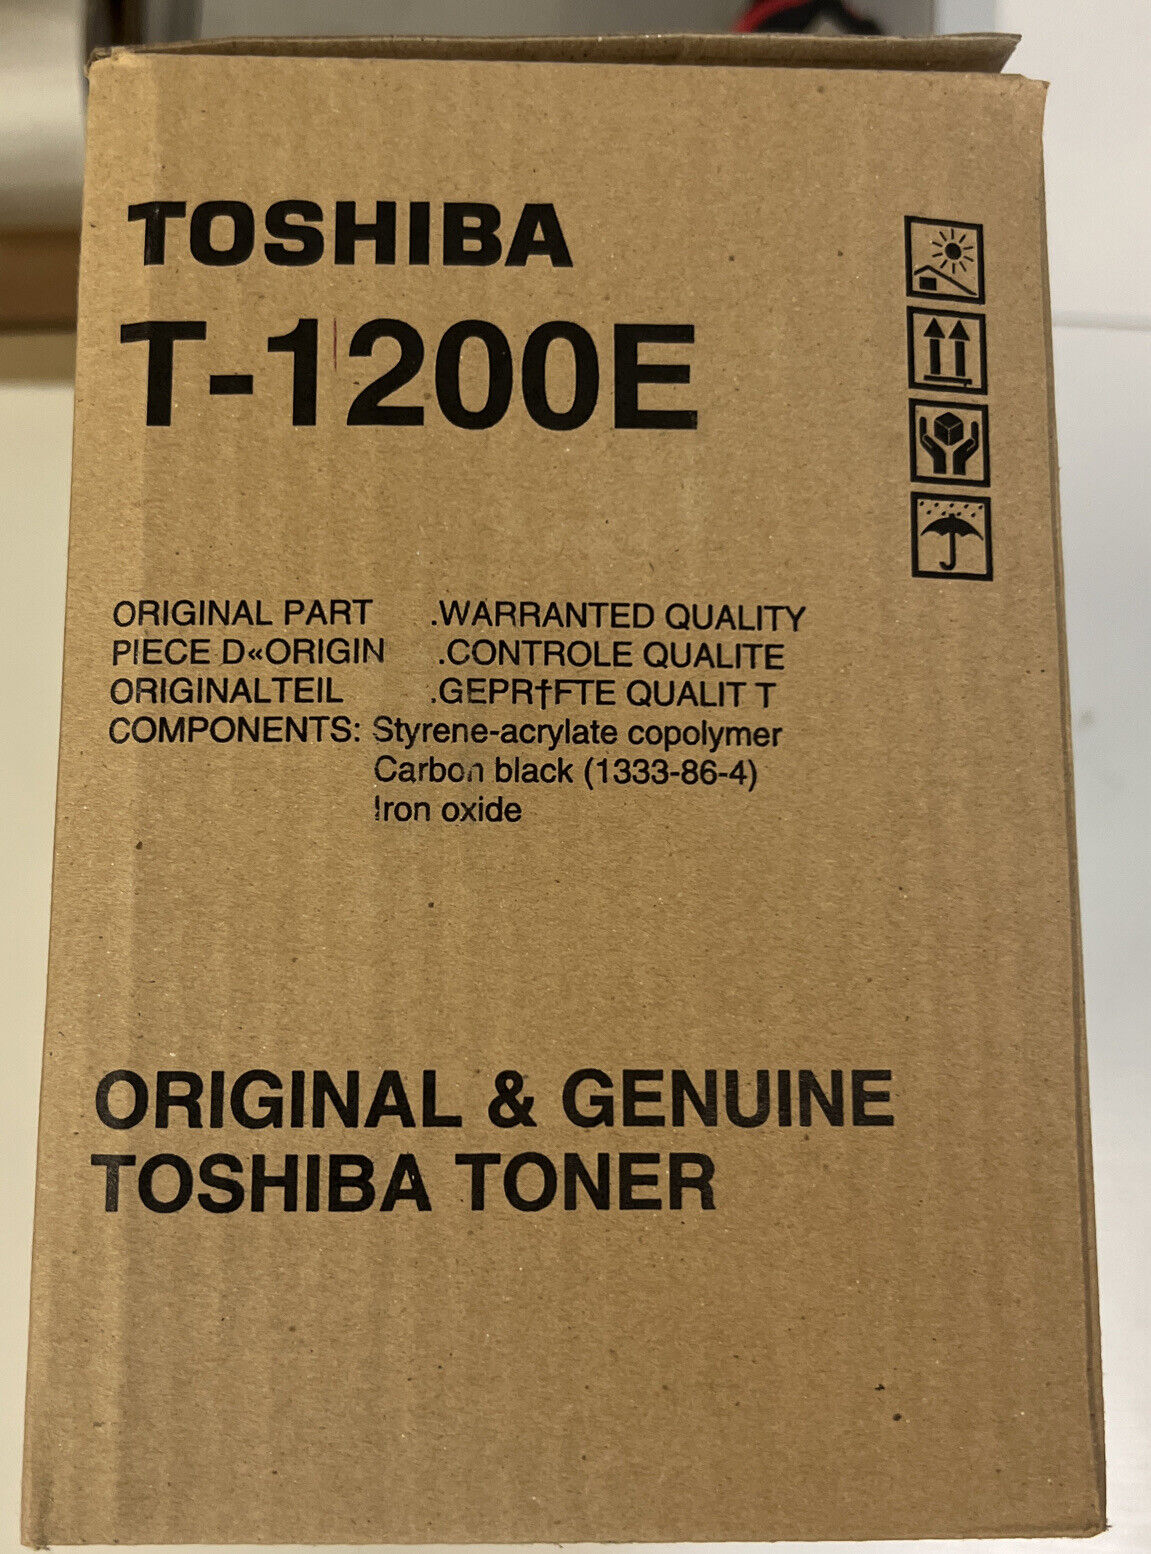 TOSHIBA
T-1200E
ORIGINAL PART .WARRANTED QUALITY
PIECE D«ORIGIN .CONTROLE QUALITE
ORIGINALTEIL .GEPR†FTE QUALIT T
COMPONENTS: Styrene-acrylate copolymer
Carbon black (1333-86-4)
Iron oxide
ORIGINAL & GENUINE
TOSHIBA TONER